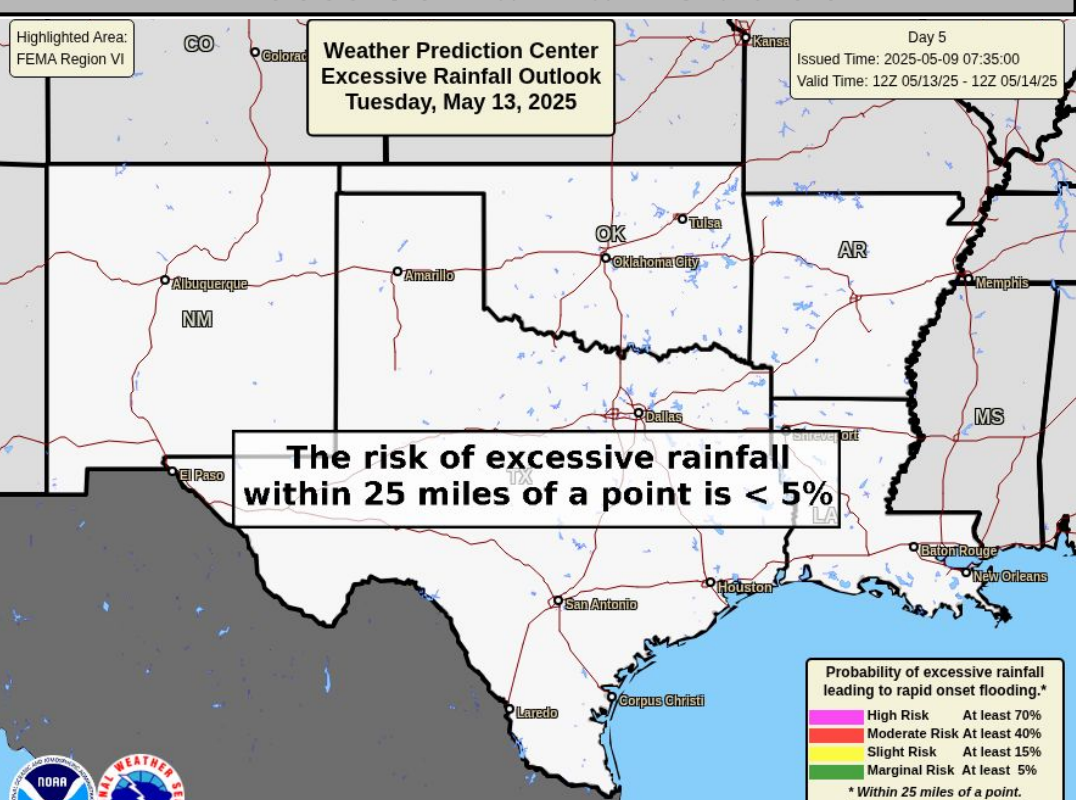 Highlighted Area:
FEMA Region VI
CO
Weather Prediction Center
Excessive Rainfall Outlook
Tuesday, May 13, 2025
Day 5
Issued Time: 2025-05-09 07:35:00
Valid Time: 12Z 05/13/25 - 12Z 05/14/25
Tulsa
OK
Oklahoma City
AR
Amarillo
Albuquerque
Memphis
NM
Dallas
MS
Shreveport
The risk of excessive rainfall
within 25 miles of a point is < 5%
El Paso
TX
LA
Baton Rouge
New Orleans
Houston
San Antonio
Corpus Christi
Laredo
Probability of excessive rainfall
leading to rapid onset flooding.*
High Risk At least 70%
Moderate Risk At least 40%
Slight Risk At least 15%
Marginal Risk At least 5%
* Within 25 miles of a point.
NOAA
WEATHER